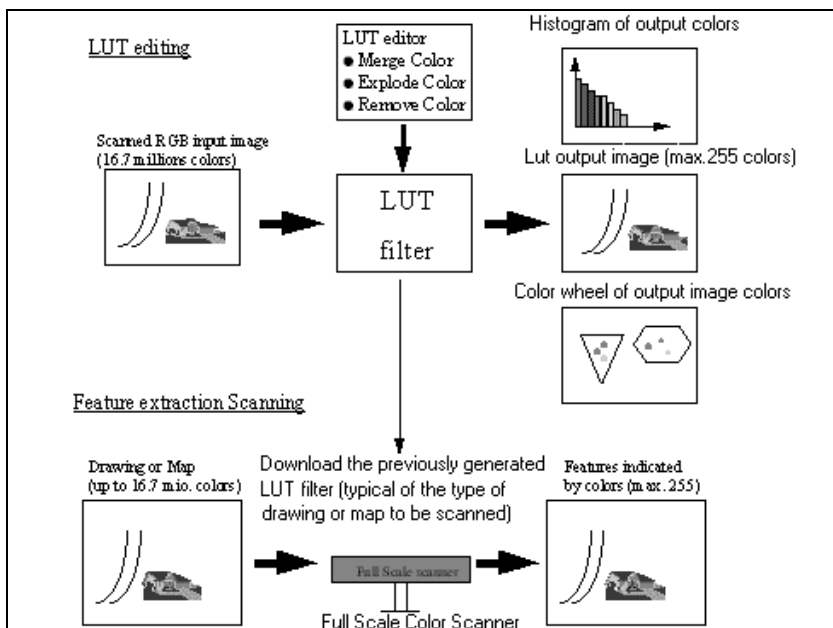 LUT editing
LUT editor
● Merge Color
● Explode Color
● Remove Color
Histogram of output colors
Scanned RGB input image
(16.7 millions colors)
LUT
filter
Lut output image (max.255 colors)
Color wheel of output image colors
Feature extraction Scanning
Drawing or Map
(up to 16.7 mio. colors)
Download the previously generated
LUT filter (typical of the type of
drawing or map to be scanned)
Features indicated
by colors (max. 255)
Full Scale scanner
Full Scale Color Scanner